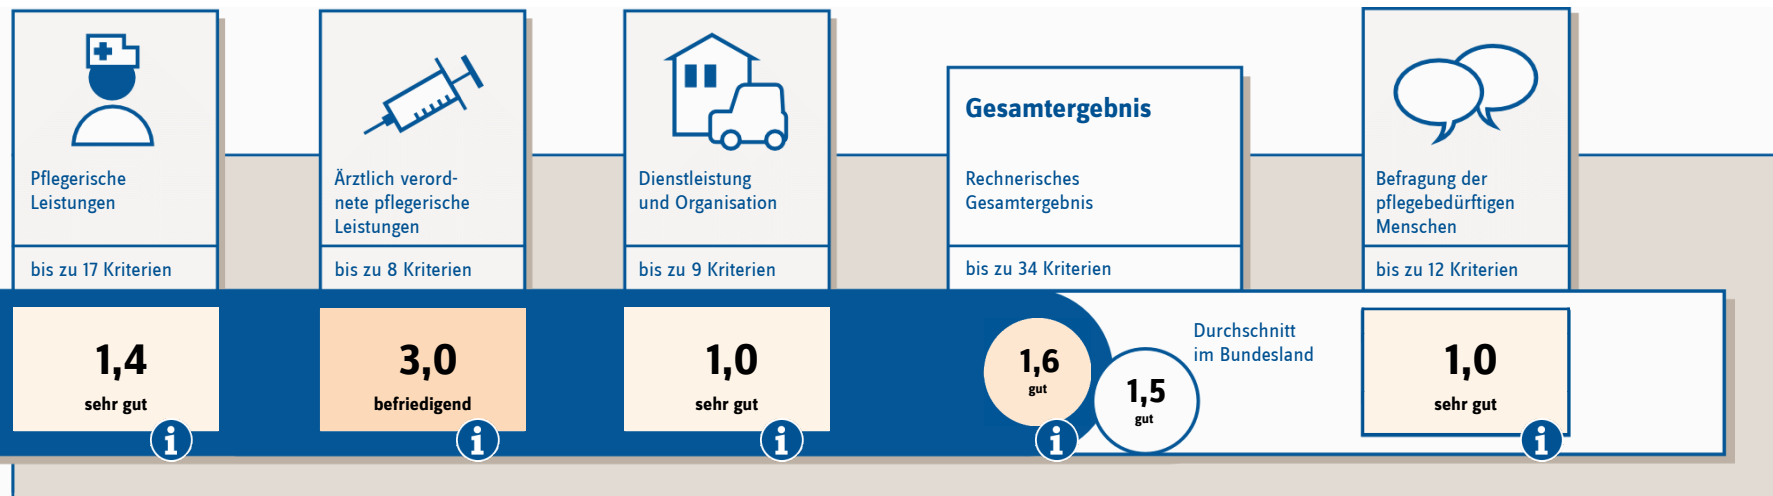 Pflegerische
Leistungen
bis zu 17 Kriterien
1,4
sehr gut
i
Ärztlich verord-
nete pflegerische
Leistungen
bis zu 8 Kriterien
3,0
befriedigend
i
Dienstleistung
und Organisation
bis zu 9 Kriterien
1,0
sehr gut
i
Gesamtergebnis
Rechnerisches
Gesamtergebnis
bis zu 34 Kriterien
1,6
gut
i
1,5
gut
Durchschnitt
im Bundesland
Befragung der
pflegebedürftigen
Menschen
bis zu 12 Kriterien
1,0
sehr gut
i